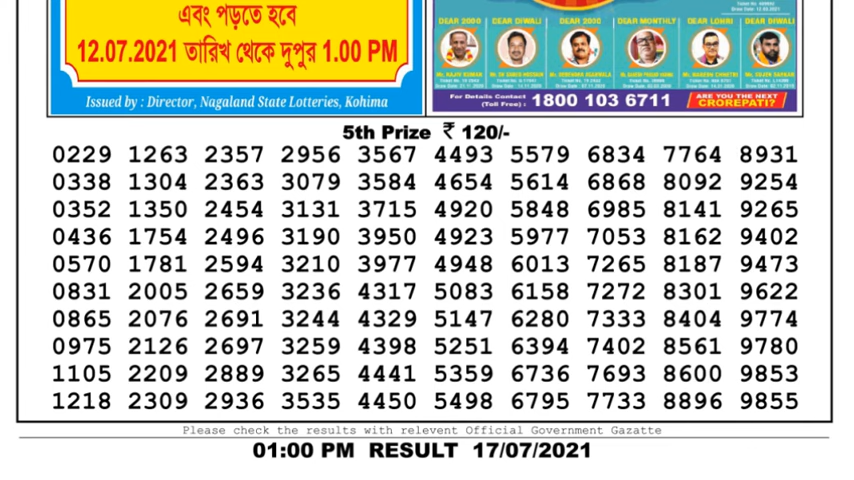 এবং পড়তে হবে
12.07.2021 তারিখ থেকে দুপুর 1.00 PM
Issued by : Director, Nagaland State Lotteries, Kohima
DEAR 2000 DEAR DIWALI DEAR 2000 DEAR MONTHLY DEAR LOHRI DEAR DIWALI
For Details Contact
(Toll Free) : 1800 103 6711
ARE YOU THE NEXT
CROREPATI?
5th Prize ₹ 120/-
0229 1263 2357 2956 3567 4493 5579 6834 7764 8931
0338 1304 2363 3079 3584 4654 5614 6868 8092 9254
0352 1350 2454 3131 3715 4920 5848 6985 8141 9265
0436 1754 2496 3190 3950 4923 5977 7053 8162 9402
0570 1781 2594 3210 3977 4948 6013 7265 8187 9473
0831 2005 2659 3236 4317 5083 6158 7272 8301 9622
0865 2076 2691 3244 4329 5147 6280 7333 8404 9774
0975 2126 2697 3259 4398 5251 6394 7402 8561 9780
1105 2209 2889 3265 4441 5359 6736 7693 8600 9853
1218 2309 2936 3535 4450 5498 6795 7733 8896 9855
Please check the results with relevent Official Government Gazatte
01:00 PM RESULT 17/07/2021